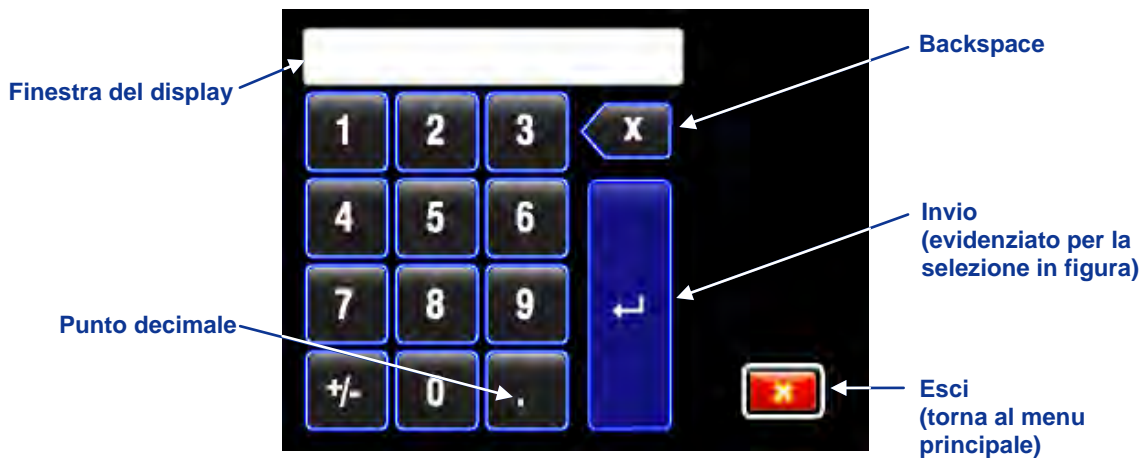 Backspace
Finestra del display
1 2 3 X
4 5 6
Invio
(evidenziato per la
selezione in figura)
7 8 9
Punto decimale
+/- 0 .
Esci
(torna al menu
principale)